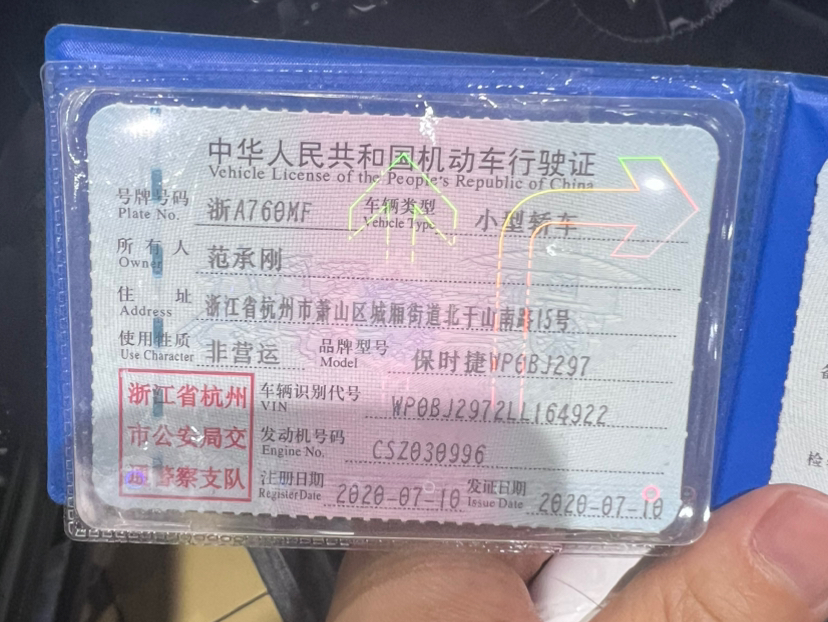 中华人民共和国机动车行驶证
Vehicle License of the People's Republic of China
号牌号码 浙A760MF 车辆类型 小型轿车
Plate No. Vehicle Type
所有人 范承刚
Owner
住址 浙江省杭州市萧山区城厢街道北干山南路15号
Address
使用性质 非营运 品牌型号 保时捷WP0BJ297
Use Character Model
浙江省杭州
市公安局交
通警察支队
车辆识别代号 WP0BJ2972LL164922
VIN
发动机号码 CSZ030996
Engine No.
注册日期 2020-07-10 发证日期 2020-07-10
Register Date Issue Date